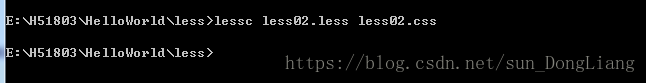 E:\H51803\HelloWorld\less>lessc less02.less less02.css
E:\H51803\HelloWorld\less>
https://blog.csdn.net/sun_DongLiang